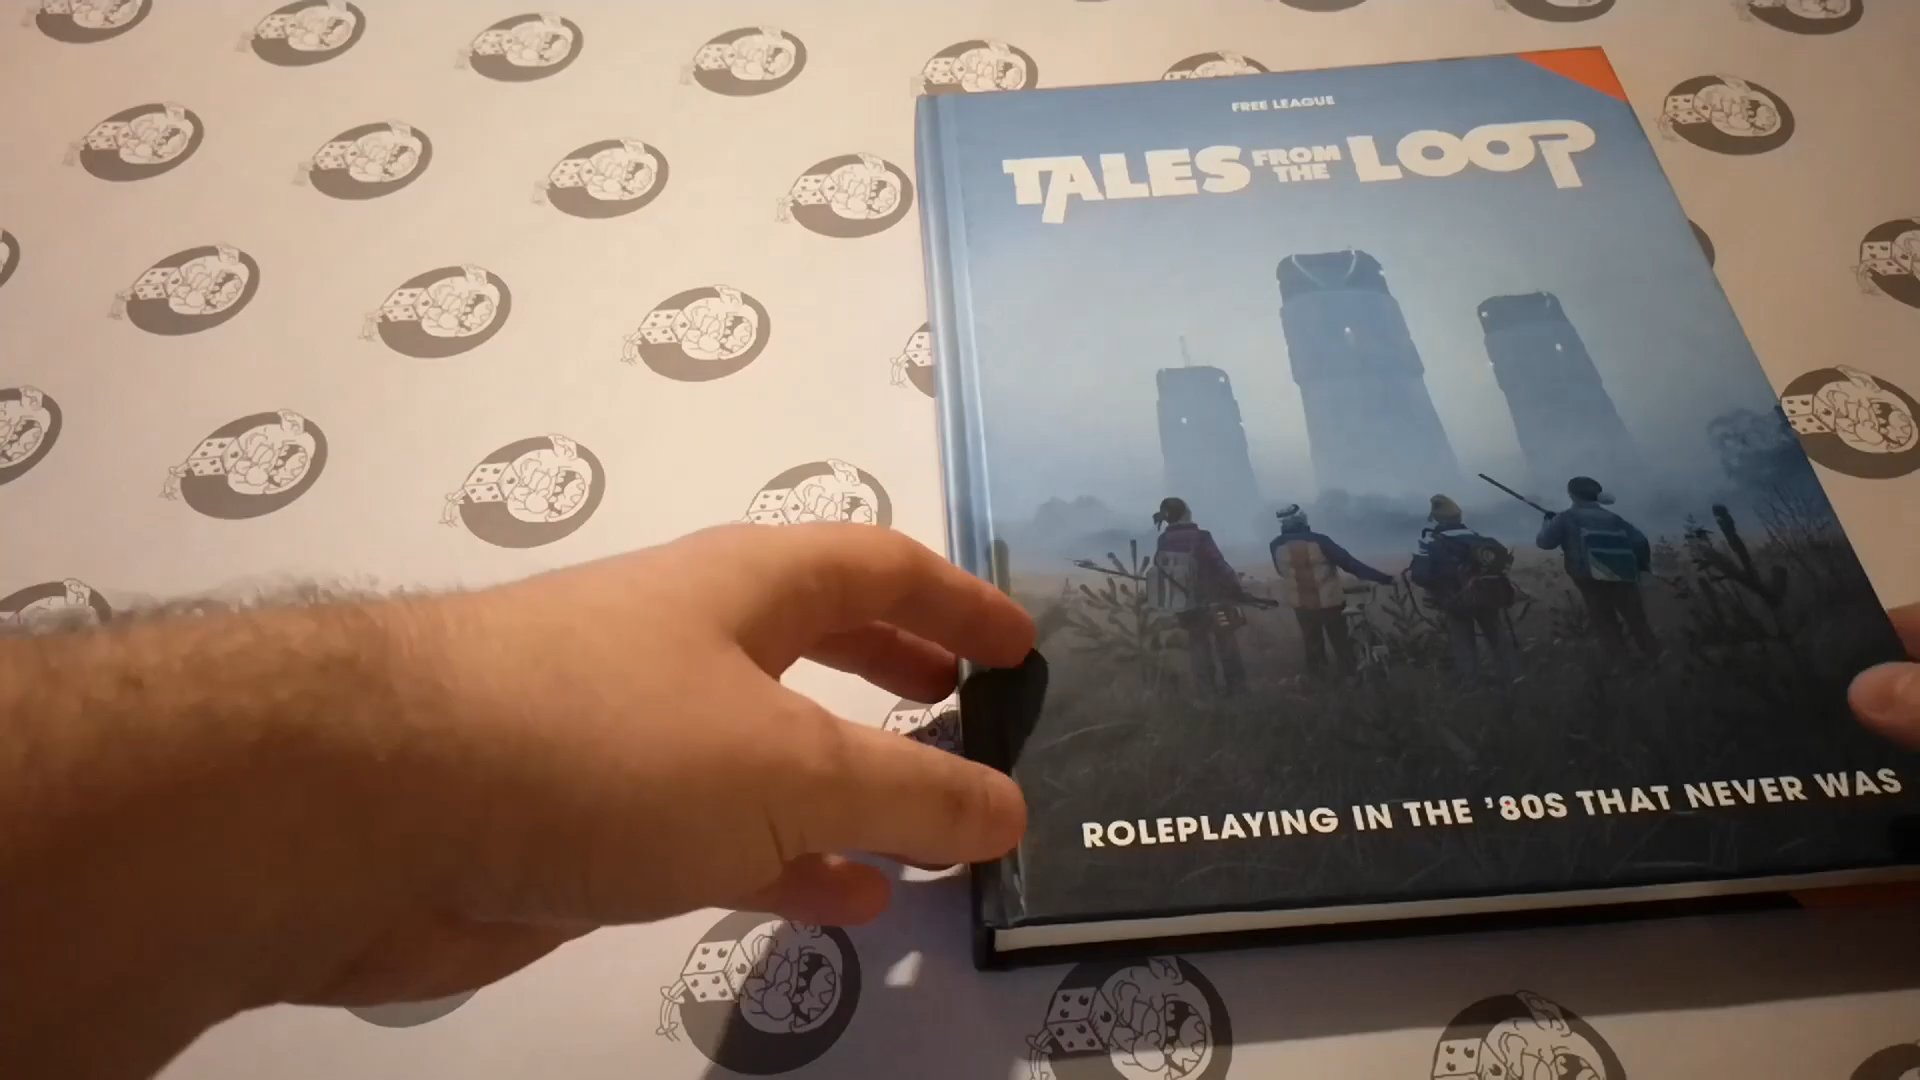 FREE LEAGUE
TALES FROM THE LOOP
ROLEPLAYING IN THE '80S THAT NEVER WAS